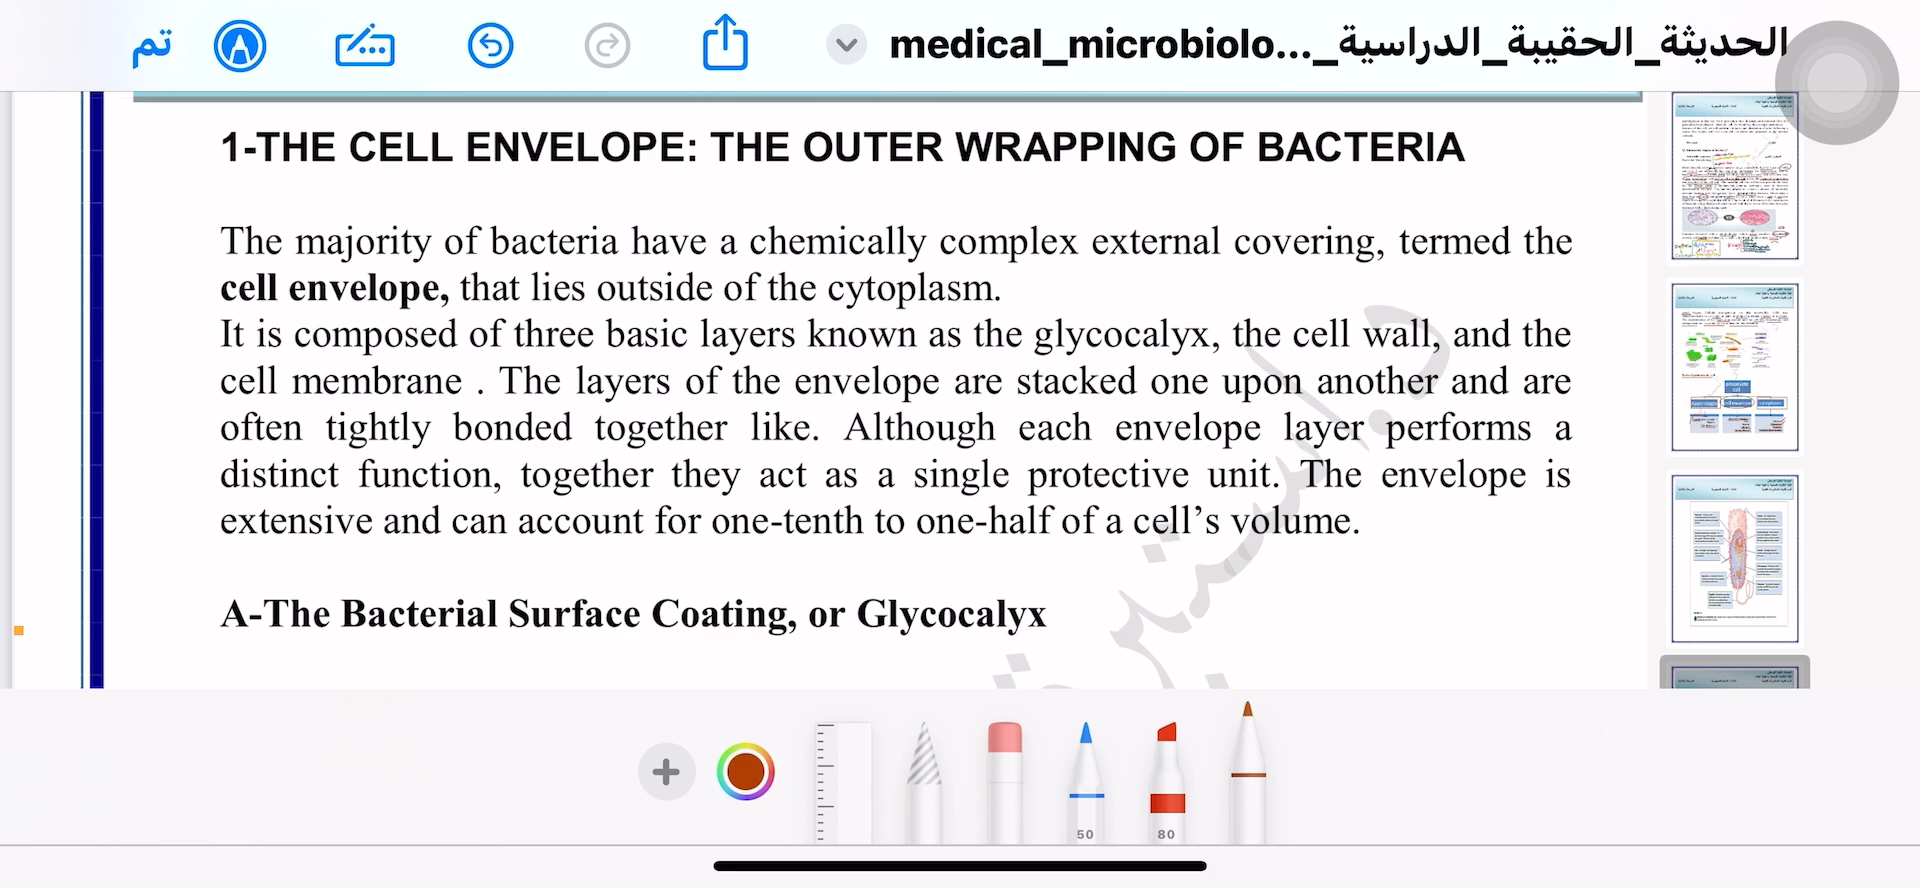 تم
medical_microbiolo..._الحديثة_الحقيبة_الدراسية
1-THE CELL ENVELOPE: THE OUTER WRAPPING OF BACTERIA
The majority of bacteria have a chemically complex external covering, termed the
cell envelope, that lies outside of the cytoplasm.
It is composed of three basic layers known as the glycocalyx, the cell wall, and the
cell membrane . The layers of the envelope are stacked one upon another and are
often tightly bonded together like. Although each envelope layer performs a
distinct function, together they act as a single protective unit. The envelope is
extensive and can account for one-tenth to one-half of a cell’s volume.
A-The Bacterial Surface Coating, or Glycocalyx
50
80